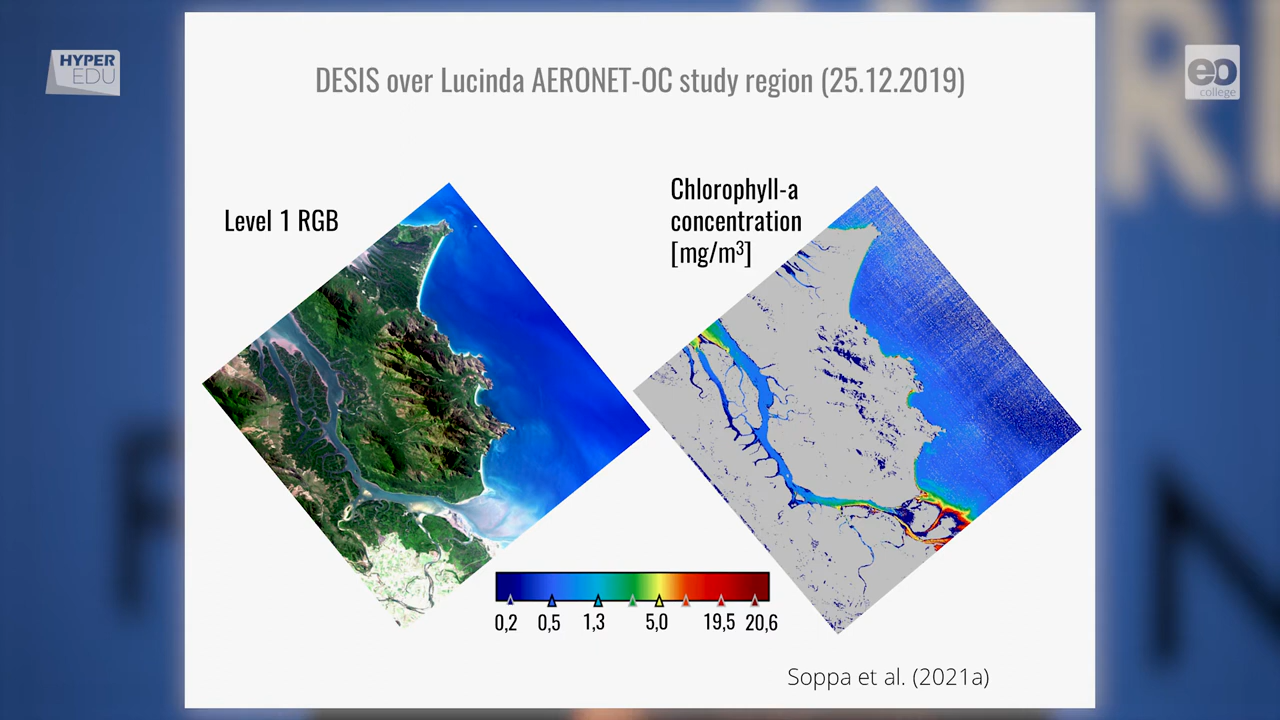 HYPER
EDU
eo
college
DESIS over Lucinda AERONET-OC study region (25.12.2019)
Level 1 RGB
Chlorophyll-a
concentration
[mg/m³]
0,2 0,5 1,3 5,0 19,5 20,6
Soppa et al. (2021a)